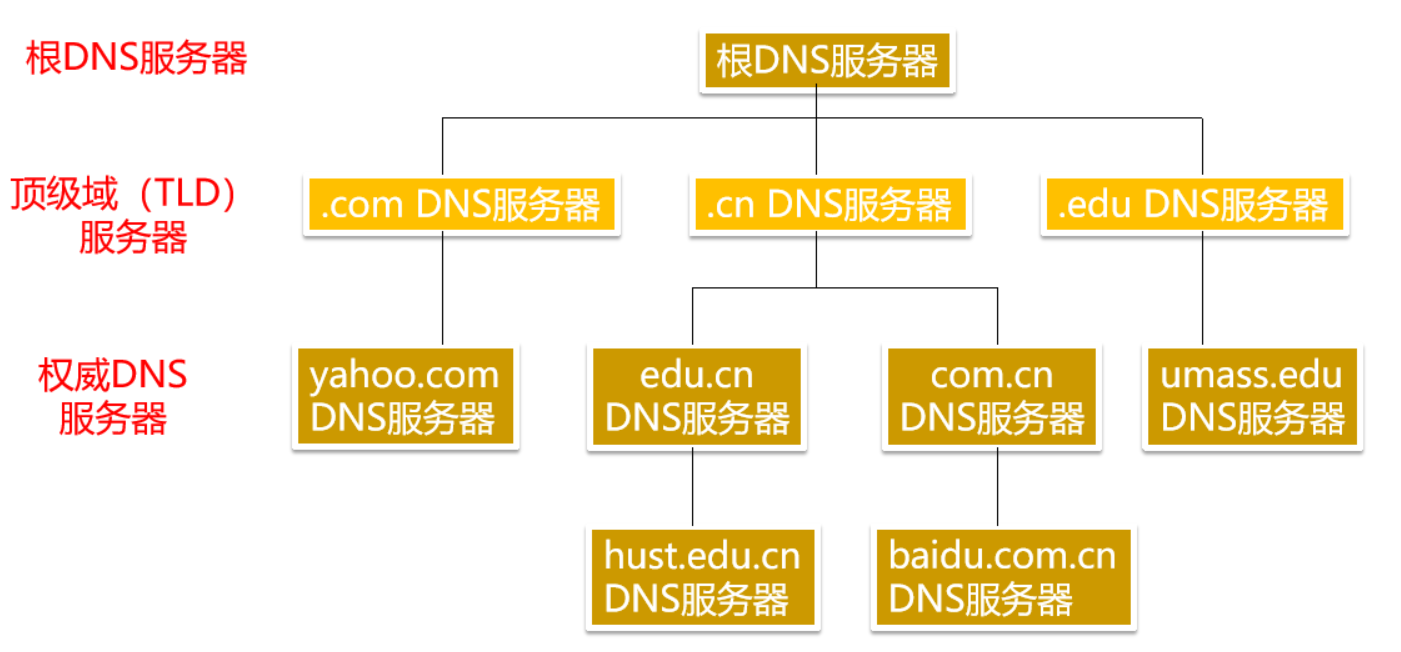 根DNS服务器
根DNS服务器
顶级域（TLD）
服务器
.com DNS服务器
.cn DNS服务器
.edu DNS服务器
权威DNS
服务器
yahoo.com
DNS服务器
edu.cn
DNS服务器
com.cn
DNS服务器
umass.edu
DNS服务器
hust.edu.cn
DNS服务器
baidu.com.cn
DNS服务器